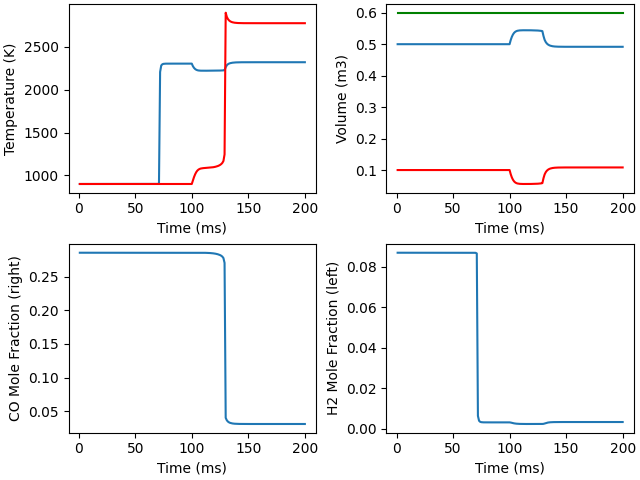 Temperature (K)
2500
2000
1500
1000
0 50 100 150 200
Time (ms)
Volume (m3)
0.6
0.5
0.4
0.3
0.2
0.1
0 50 100 150 200
Time (ms)
CO Mole Fraction (right)
0.25
0.20
0.15
0.10
0.05
0 50 100 150 200
Time (ms)
H2 Mole Fraction (left)
0.08
0.06
0.04
0.02
0.00
0 50 100 150 200
Time (ms)